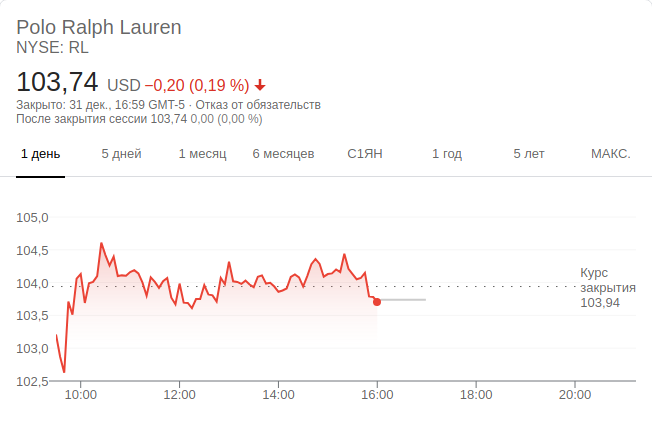 Polo Ralph Lauren
NYSE: RL
103,74 USD −0,20 (0,19 %)
Закрыто: 31 дек., 16:59 GMT-5 · Отказ от обязательств
После закрытия сессии 103,74 0,00 (0,00 %)
1 день 5 дней 1 месяц 6 месяцев С1ЯН 1 год 5 лет МАКС.
105,0
104,5
104,0
103,5
103,0
102,5
Курс
закрытия
103,94
10:00 12:00 14:00 16:00 18:00 20:00